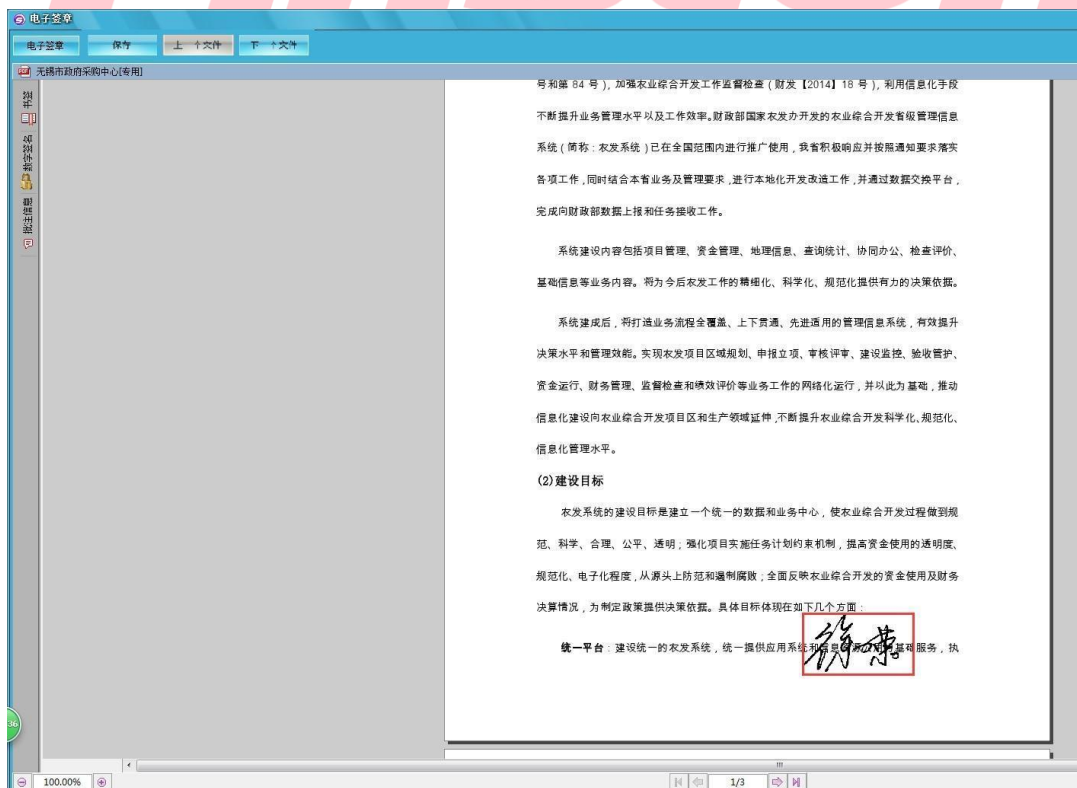 电子签章
电子签章 保存 上一个文件 下一个文件
无锡市政府采购中心[专用]
书签
数字签名
批注信息
号和第 84 号），加强农业综合开发工作监督检查（财发【2014】18 号），利用信息化手段
不断提升业务管理水平以及工作效率。财政部国家农发办开发的农业综合开发省级管理信息
系统（简称：农发系统）已在全国范围内进行推广使用，我省积极响应并按照通知要求落实
各项工作，同时结合本省业务及管理要求，进行本地化开发改造工作，并通过数据交换平台，
完成向财政部数据上报和任务接收工作。
系统建设内容包括项目管理、资金管理、地理信息、查询统计、协同办公、检查评价、
基础信息等业务内容。将为今后农发工作的精细化、科学化、规范化提供有力的决策依据。
系统建成后，将打造业务流程全覆盖、上下贯通、先进适用的管理信息系统，有效提升
决策水平和管理效能。实现农发项目区域规划、申报立项、审核评审、建设监控、验收管护、
资金运行、财务管理、监督检查和绩效评价等业务工作的网络化运行，并以此为基础，推动
信息化建设向农业综合开发项目区和生产领域延伸，不断提升农业综合开发科学化、规范化、
信息化管理水平。
(2)建设目标
农发系统的建设目标是建立一个统一的数据和业务中心，使农业综合开发过程做到规
范、科学、合理、公平、透明；强化项目实施任务计划约束机制，提高资金使用的透明度、
规范化、电子化程度，从源头上防范和遏制腐败；全面反映农业综合开发的资金使用及财务
决算情况，为制定政策提供决策依据。具体目标体现在如下几个方面：
统一平台：建设统一的农发系统，统一提供应用系统和信息资源 基础服务，执
36
100.00% 1/3